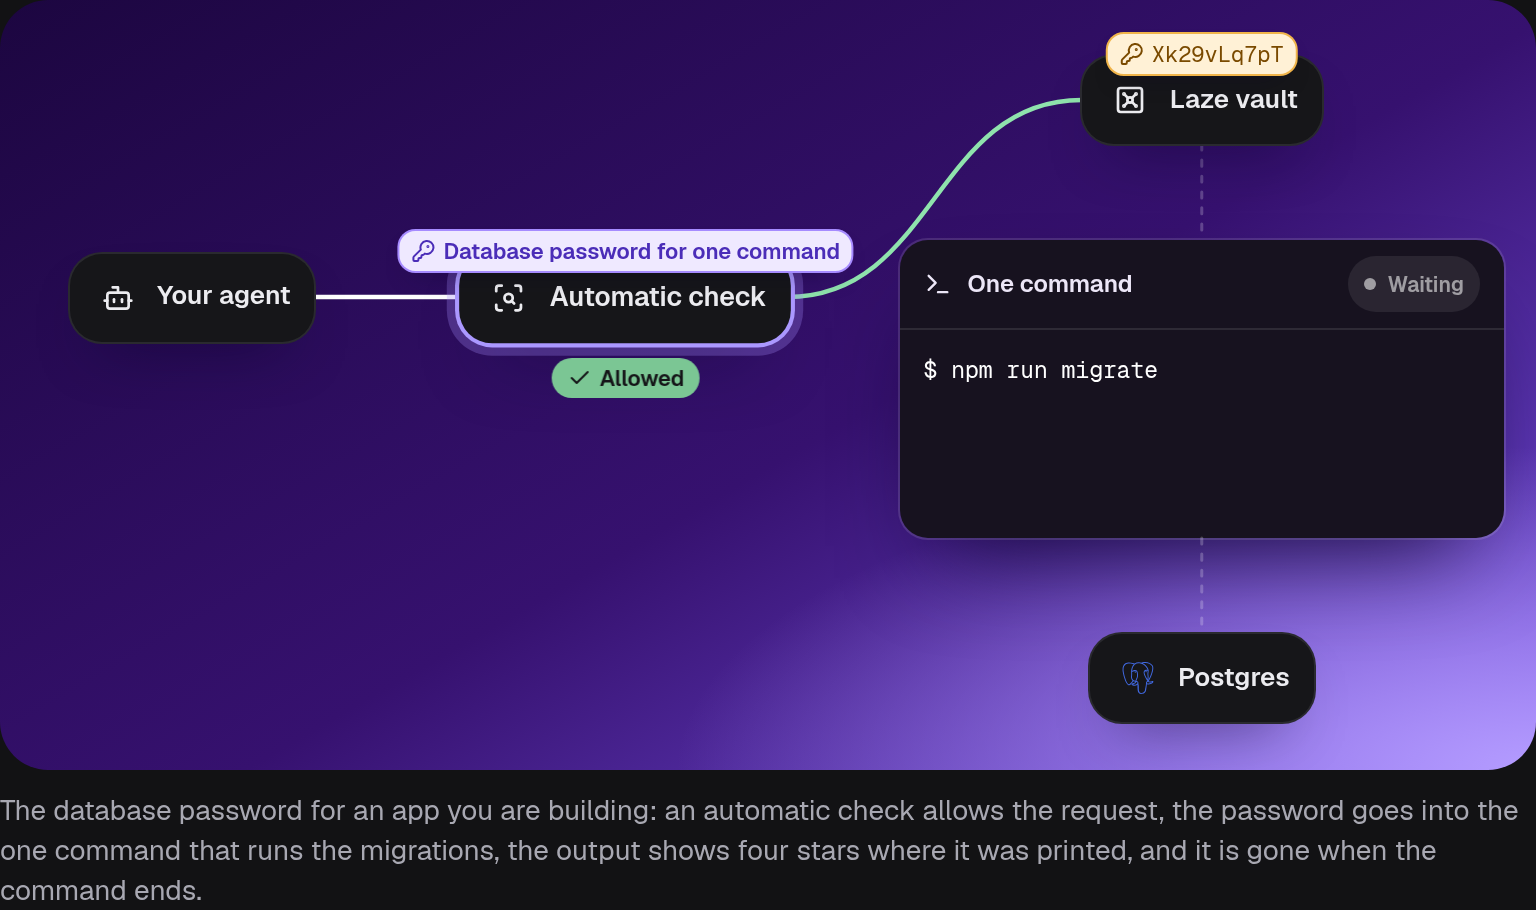 Xk29vLq7pT
Laze vault
Database password for one command
Your agent
Automatic check
Allowed
One command
Waiting
$ npm run migrate
Postgres
The database password for an app you are building: an automatic check allows the request, the password goes into the
one command that runs the migrations, the output shows four stars where it was printed, and it is gone when the
command ends.